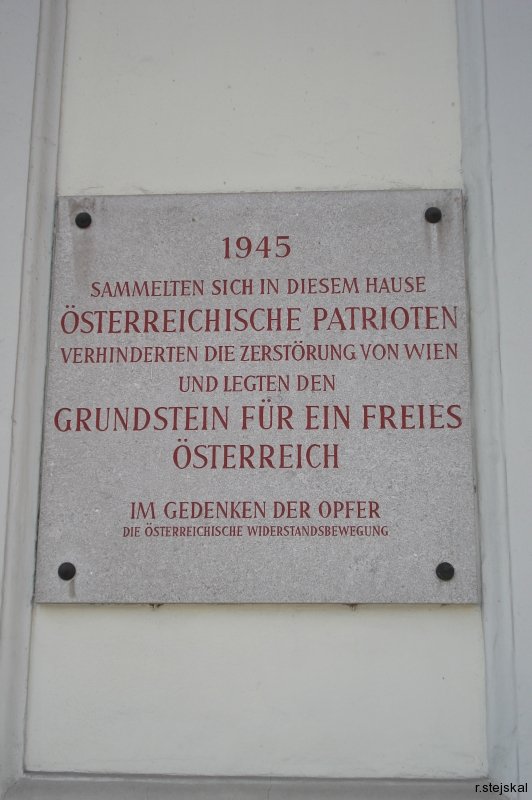 1945
SAMMELTEN SICH IN DIESEM HAUSE
ÖSTERREICHISCHE PATRIOTEN
VERHINDERTEN DIE ZERSTÖRUNG VON WIEN
UND LEGTEN DEN
GRUNDSTEIN FÜR EIN FREIES
ÖSTERREICH
IM GEDENKEN DER OPFER
DIE ÖSTERREICHISCHE WIDERSTANDSBEWEGUNG
r.stejskal